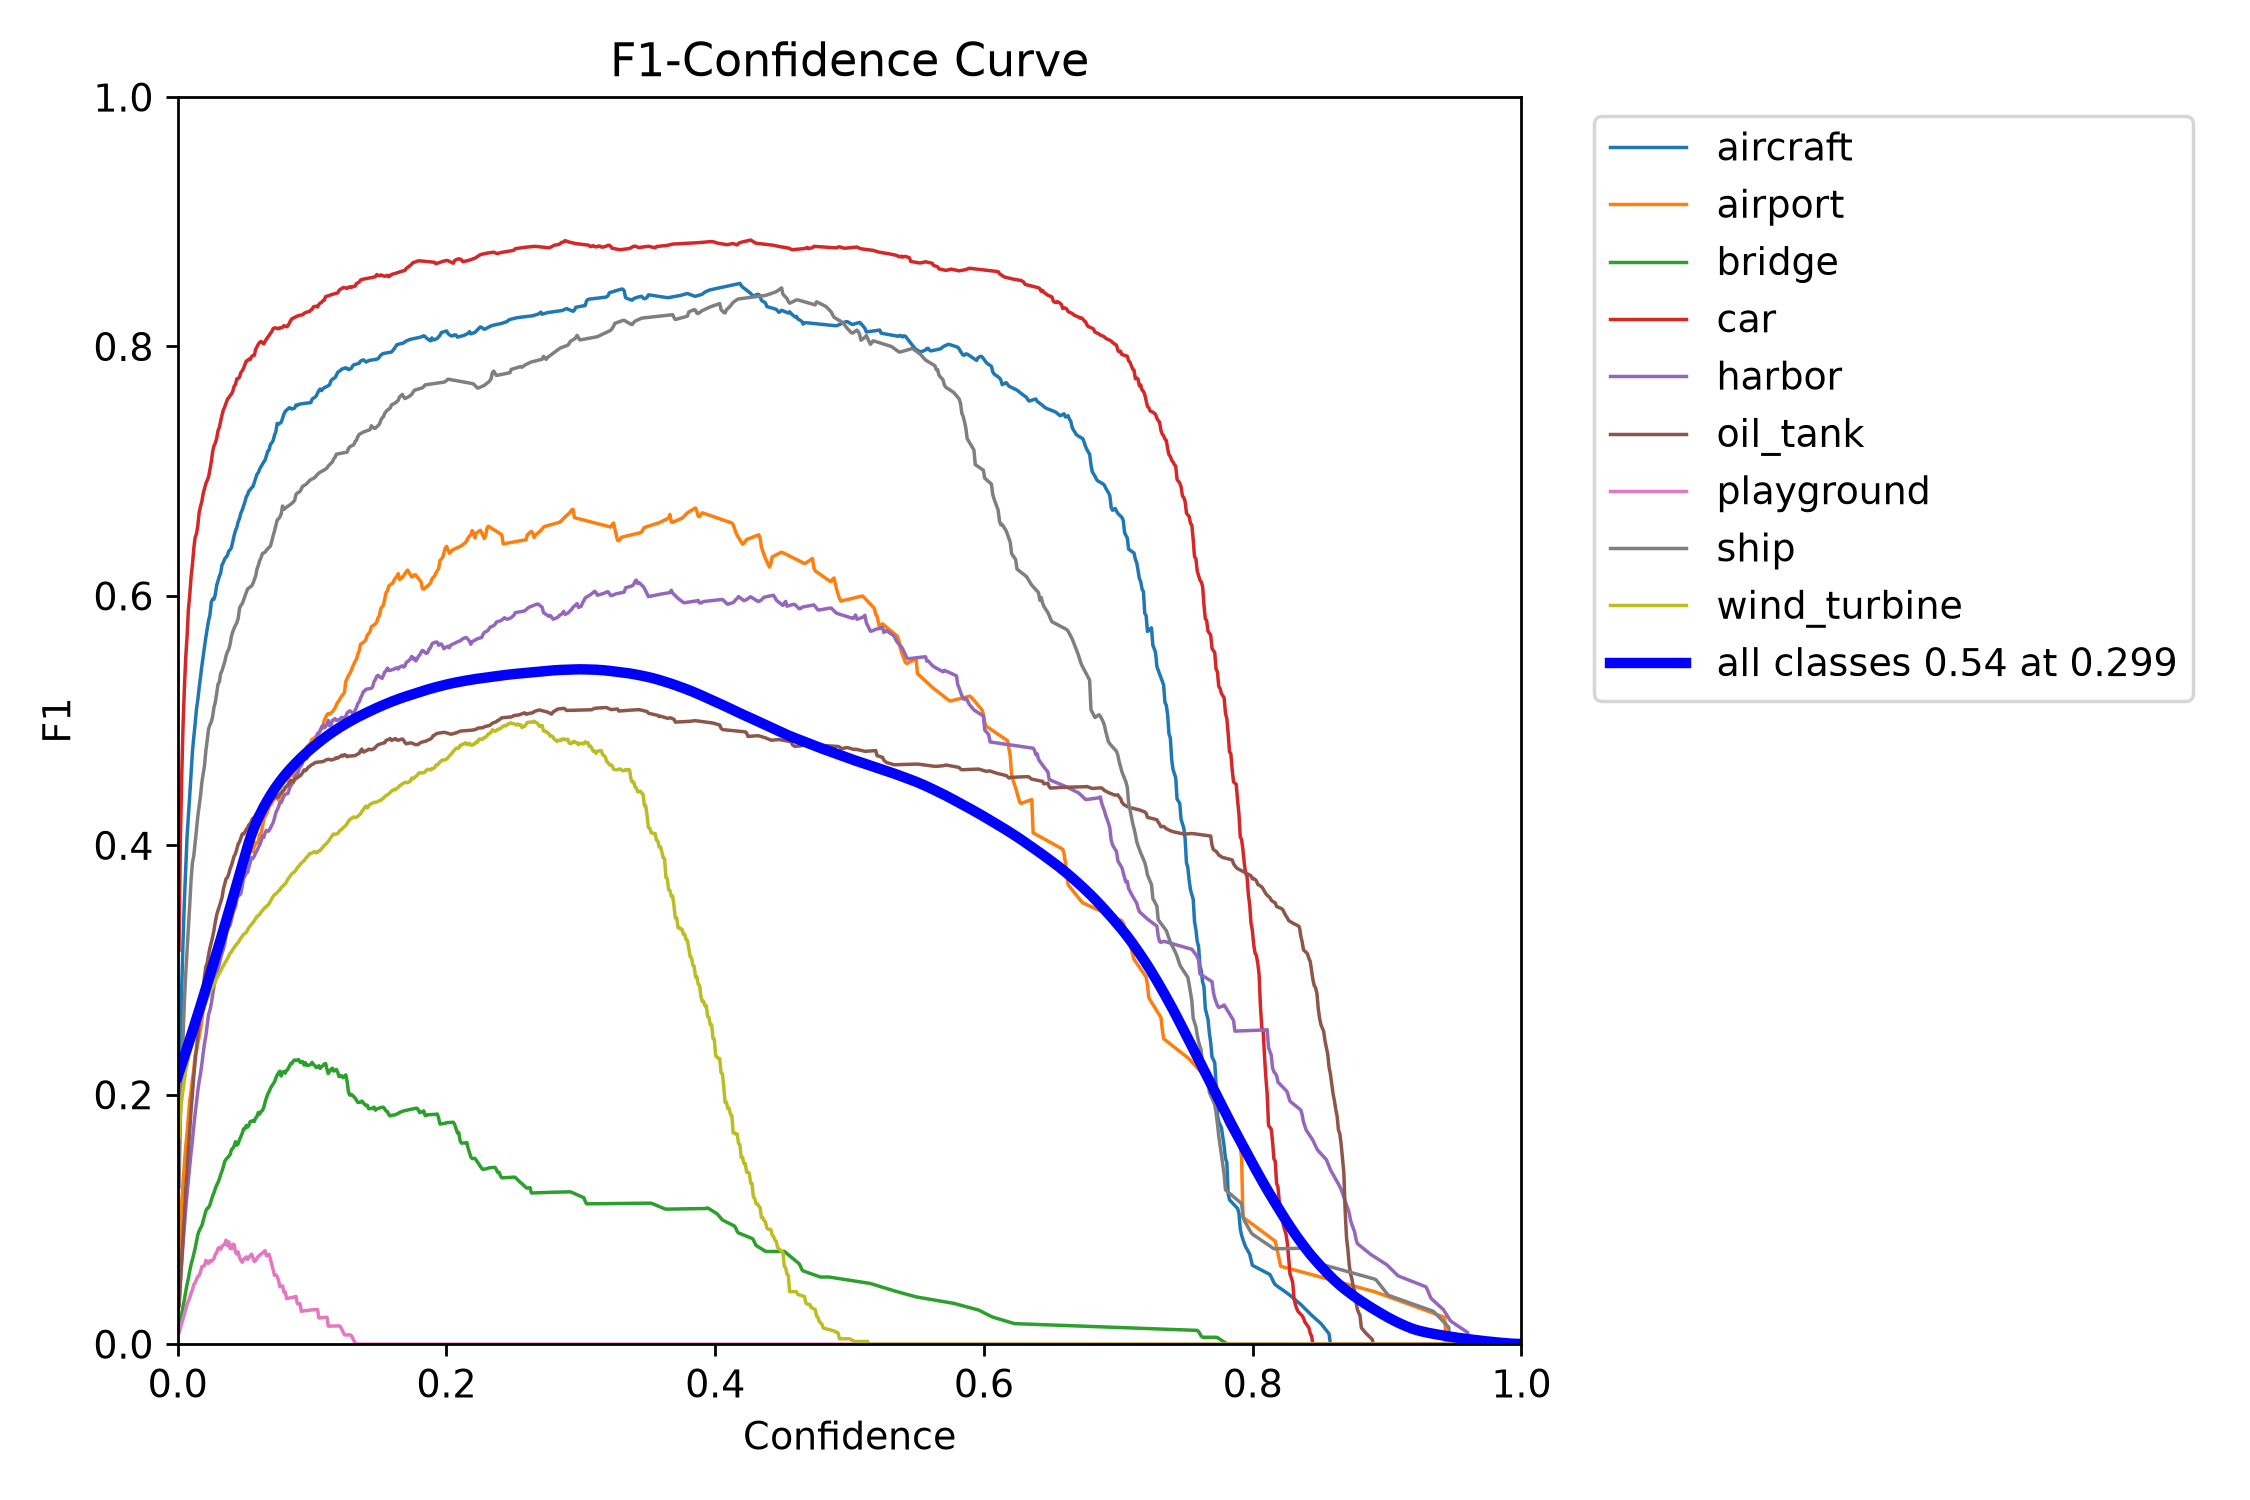 F1-Confidence Curve
1.0
0.8
0.6
0.4
0.2
0.0
F1
0.0 0.2 0.4 0.6 0.8 1.0
Confidence
aircraft
airport
bridge
car
harbor
oil_tank
playground
ship
wind_turbine
all classes 0.54 at 0.299